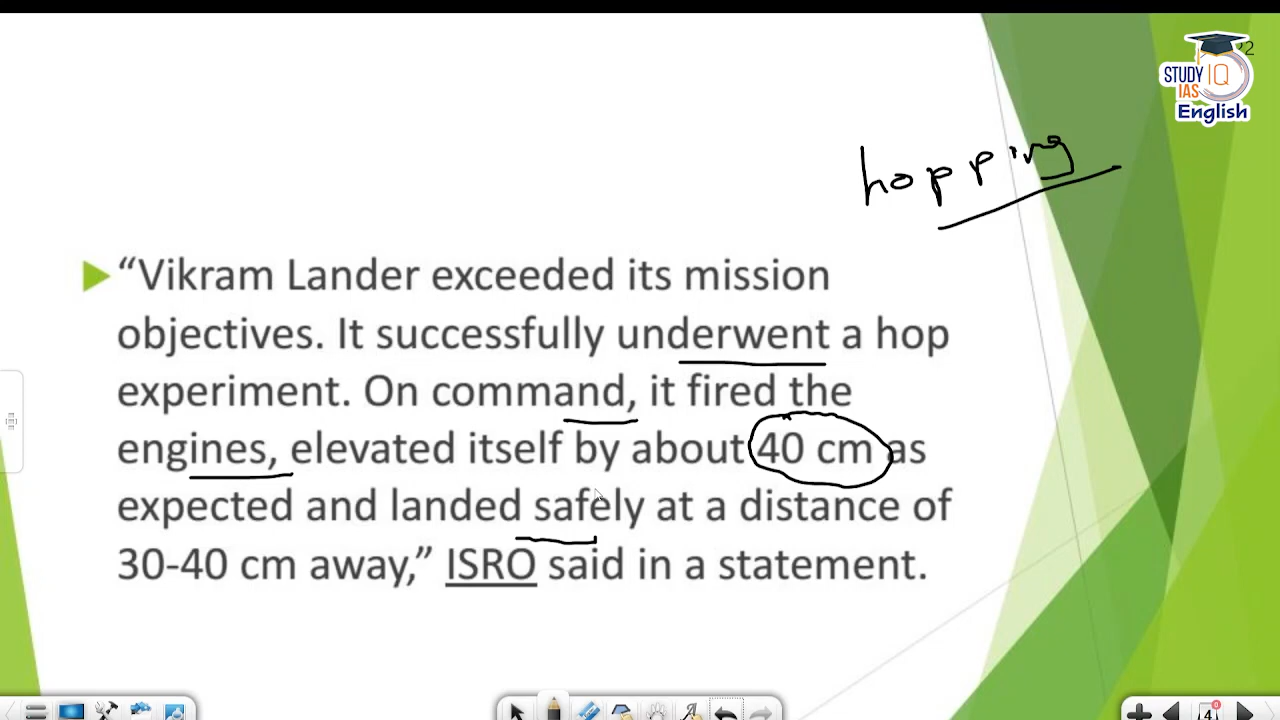 22
STUDY IQ
IAS
English
hopping
“Vikram Lander exceeded its mission
objectives. It successfully underwent a hop
experiment. On command, it fired the
engines, elevated itself by about 40 cm as
expected and landed safely at a distance of
30-40 cm away,” ISRO said in a statement.
4